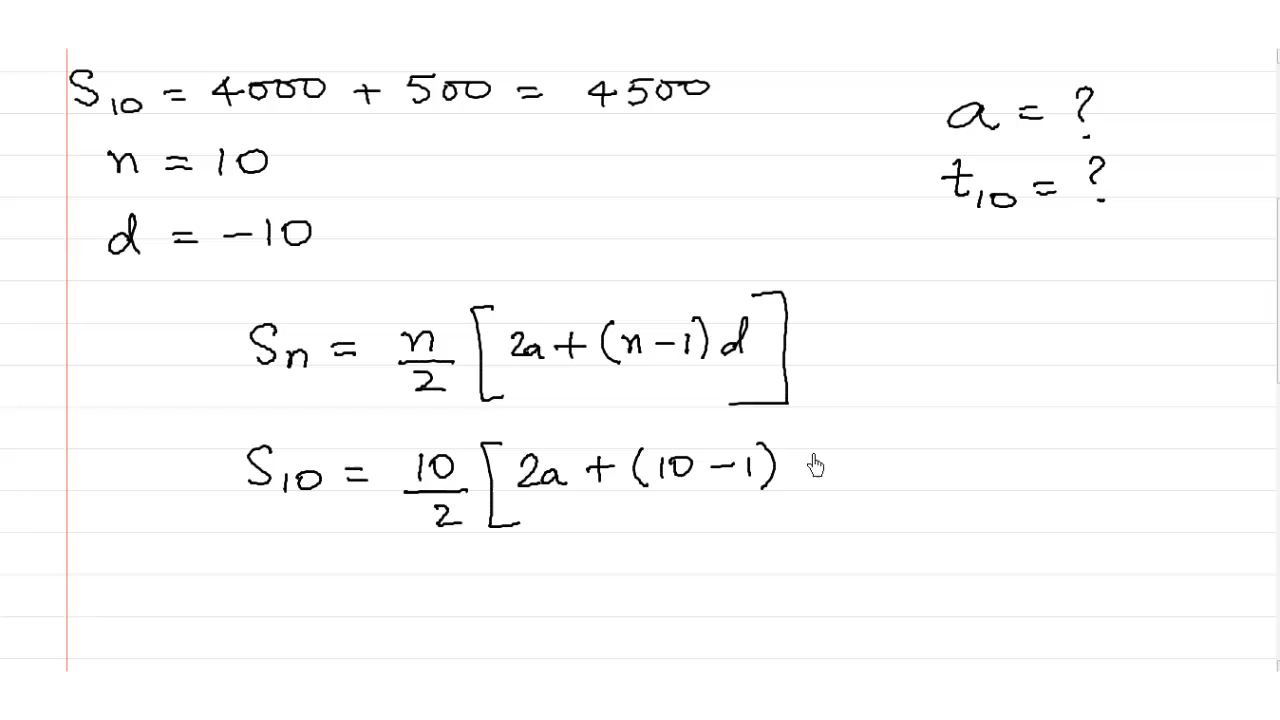 S₁₀ = 4000 + 500 = 4500
a = ?
n = 10
t₁₀ = ?
d = -10
Sn = n/2 [2a + (n-1)d]
S₁₀ = 10/2 [2a + (10-1)